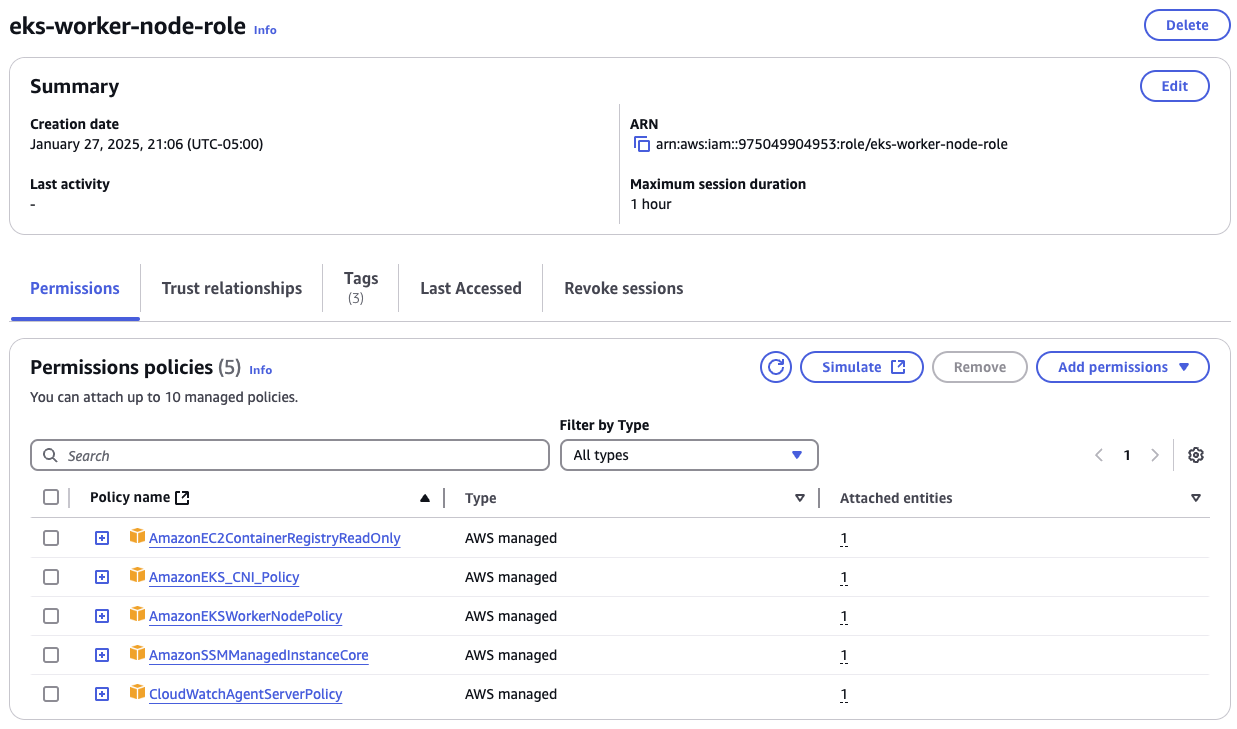 eks-worker-node-role Info
Delete
Summary
Edit
Creation date
January 27, 2025, 21:06 (UTC-05:00)
ARN
arn:aws:iam::975049904953:role/eks-worker-node-role
Last activity
-
Maximum session duration
1 hour
Permissions
Trust relationships
Tags
(3)
Last Accessed
Revoke sessions
Permissions policies (5) Info
Simulate
Remove
Add permissions
You can attach up to 10 managed policies.
Filter by Type
Search
All types
1
Policy name
Type
Attached entities
AmazonEC2ContainerRegistryReadOnly AWS managed 1
AmazonEKS_CNI_Policy AWS managed 1
AmazonEKSWorkerNodePolicy AWS managed 1
AmazonSSMManagedInstanceCore AWS managed 1
CloudWatchAgentServerPolicy AWS managed 1